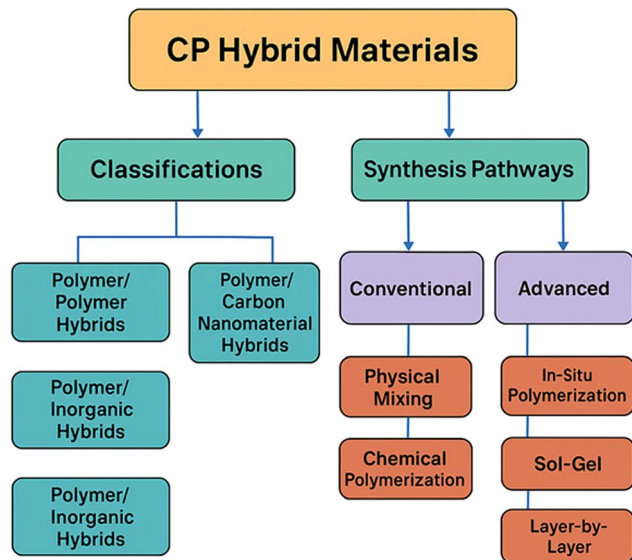 CP Hybrid Materials
Classifications
Synthesis Pathways
Polymer/
Polymer
Hybrids
Polymer/
Carbon
Nanomaterial
Hybrids
Polymer/
Inorganic
Hybrids
Polymer/
Inorganic
Hybrids
Conventional
Physical
Mixing
Chemical
Polymerization
Advanced
In-Situ
Polymerization
Sol-Gel
Layer-by-
Layer